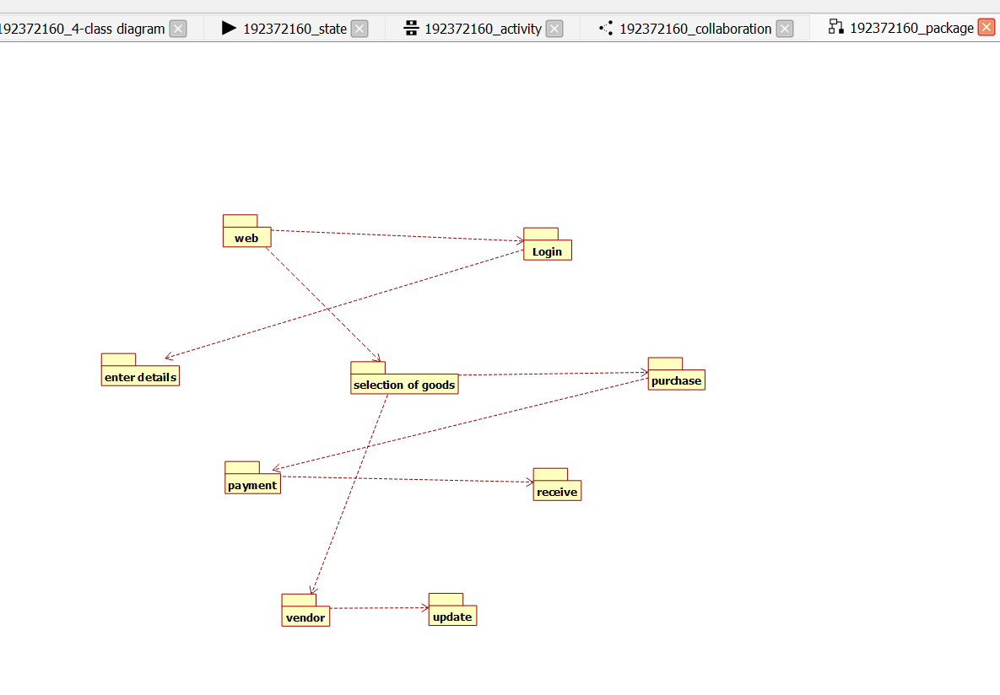 192372160_4-class diagram
192372160_state
192372160_activity
192372160_collaboration
192372160_package
web
Login
enter details
selection of goods
purchase
payment
receive
vendor
update